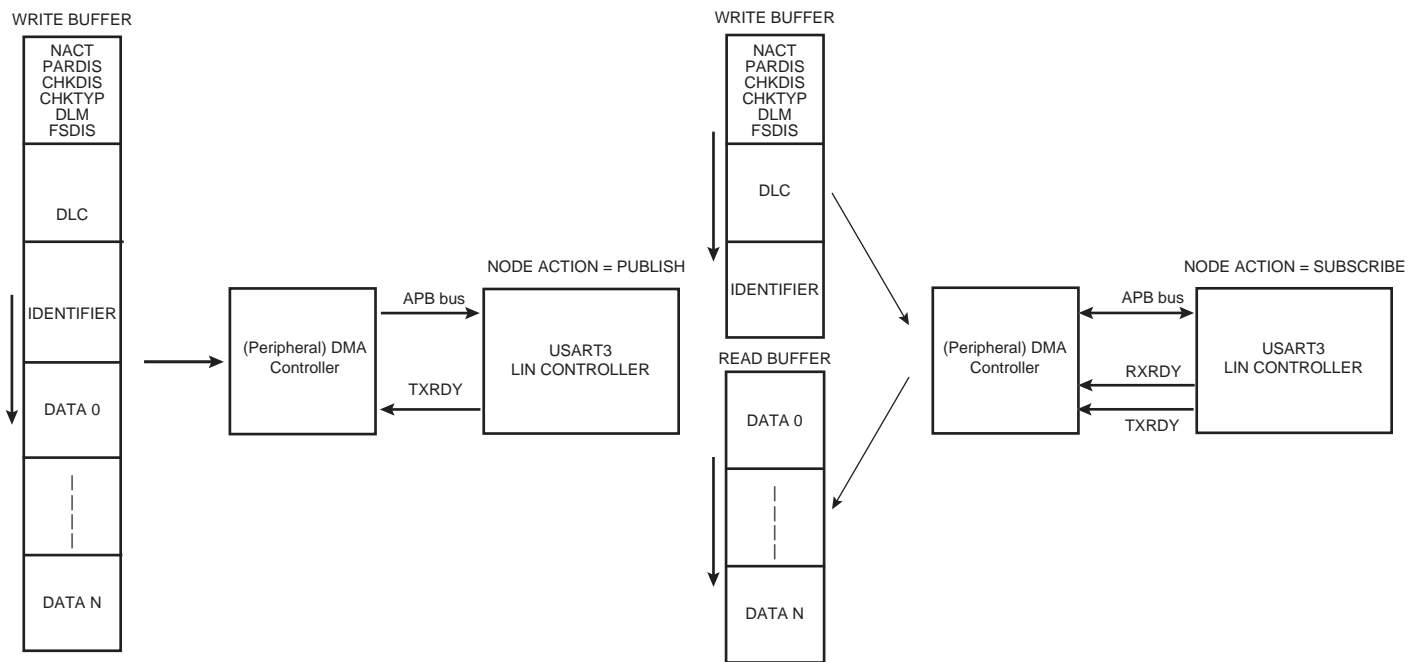 WRITE BUFFER
NACT
PARDIS
CHKDIS
CHKTYP
DLM
FSDIS
DLC
IDENTIFIER
DATA 0
DATA N
(Peripheral) DMA
Controller
APB bus
TXRDY
NODE ACTION = PUBLISH
USART3
LIN CONTROLLER
WRITE BUFFER
NACT
PARDIS
CHKDIS
CHKTYP
DLM
FSDIS
DLC
IDENTIFIER
READ BUFFER
DATA 0
DATA N
(Peripheral) DMA
Controller
APB bus
RXRDY
TXRDY
NODE ACTION = SUBSCRIBE
USART3
LIN CONTROLLER